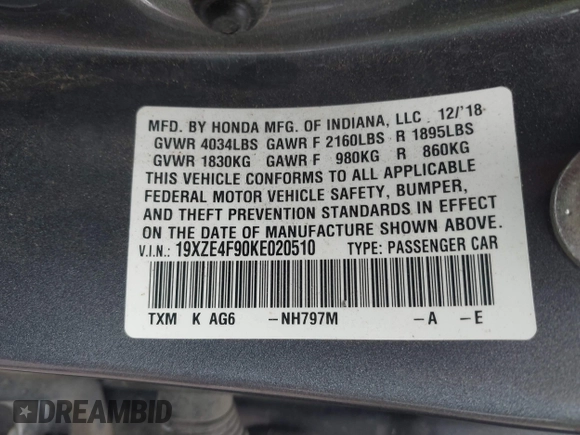 MFD. BY HONDA MFG. OF INDIANA, LLC 12/'18
GVWR 4034LBS GAWR F 2160LBS R 1895LBS
GVWR 1830KG GAWR F 980KG R 860KG
THIS VEHICLE CONFORMS TO ALL APPLICABLE
FEDERAL MOTOR VEHICLE SAFETY, BUMPER,
AND THEFT PREVENTION STANDARDS IN EFFECT
ON THE DATE OF MANUFACTURE SHOWN ABOVE.
V.I.N.: 19XZE4F90KE020510 TYPE: PASSENGER CAR
TXM K AG6 -NH797M -A -E
DREAMBID